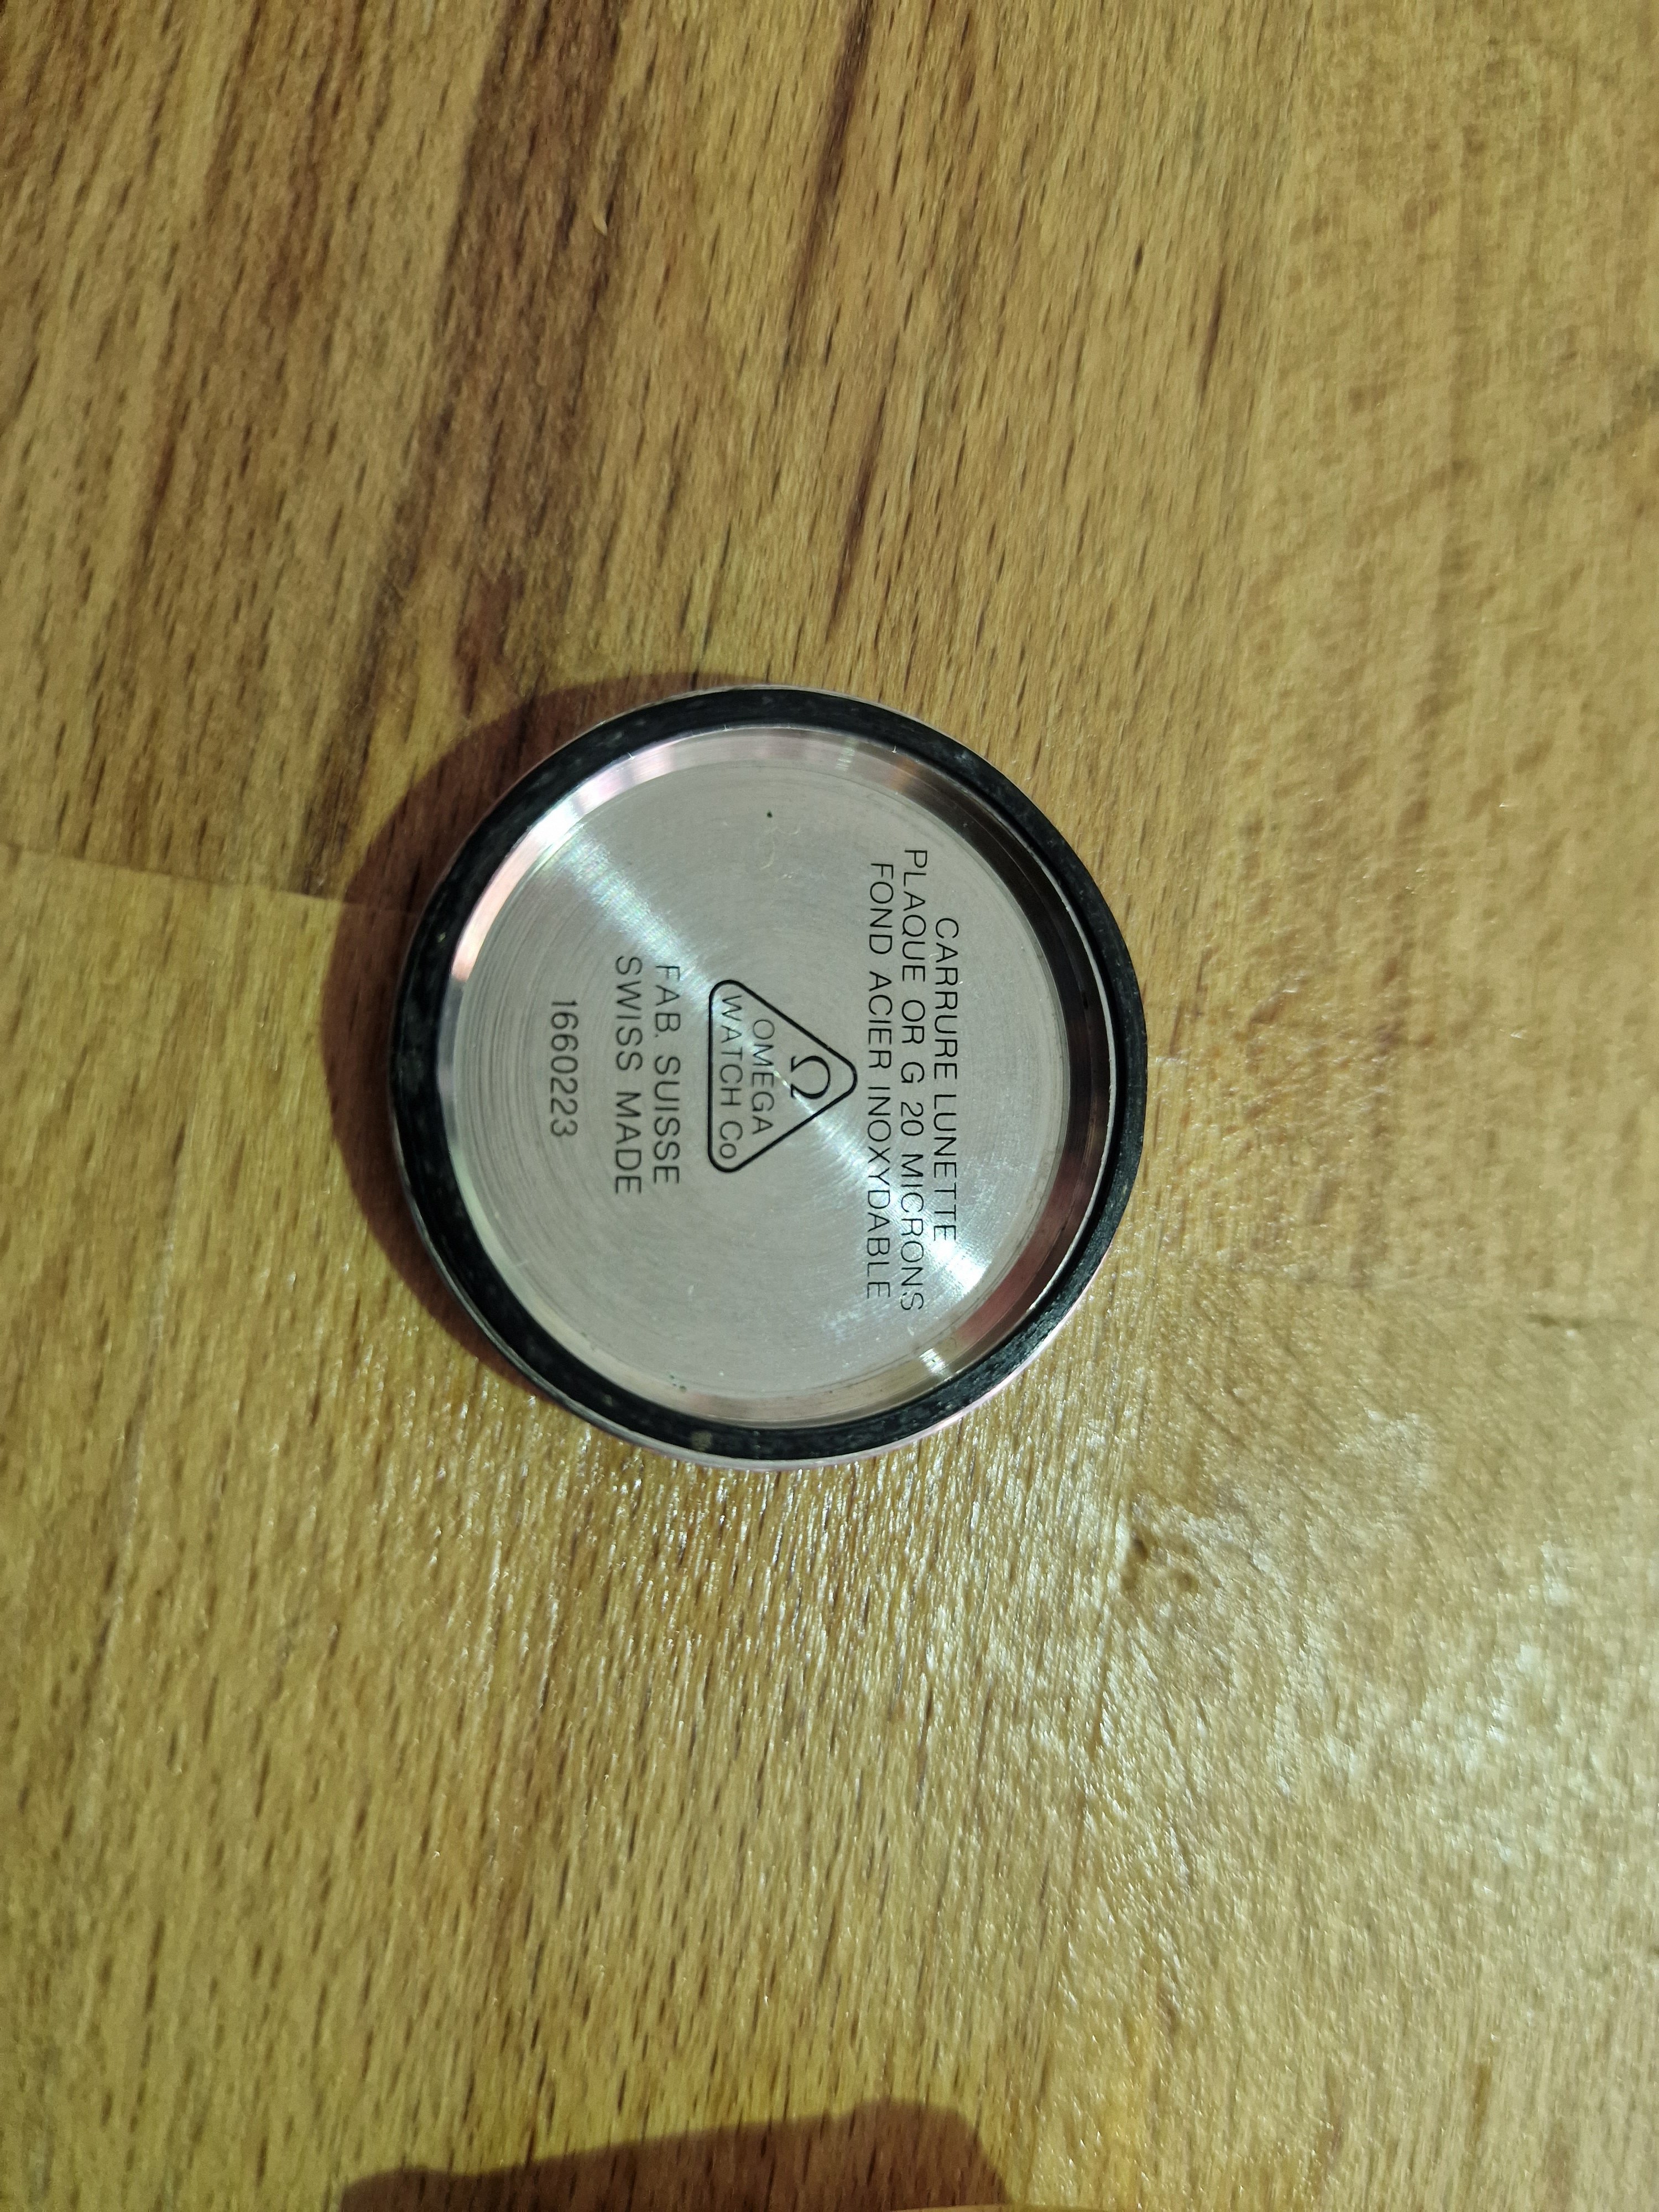 CARRURE LUNETTE
PLAQUE OR G 20 MICRONS
FOND ACIER INOXYDABLE
Ω
OMEGA
WATCH Co
FAB. SUISSE
SWISS MADE
1660223